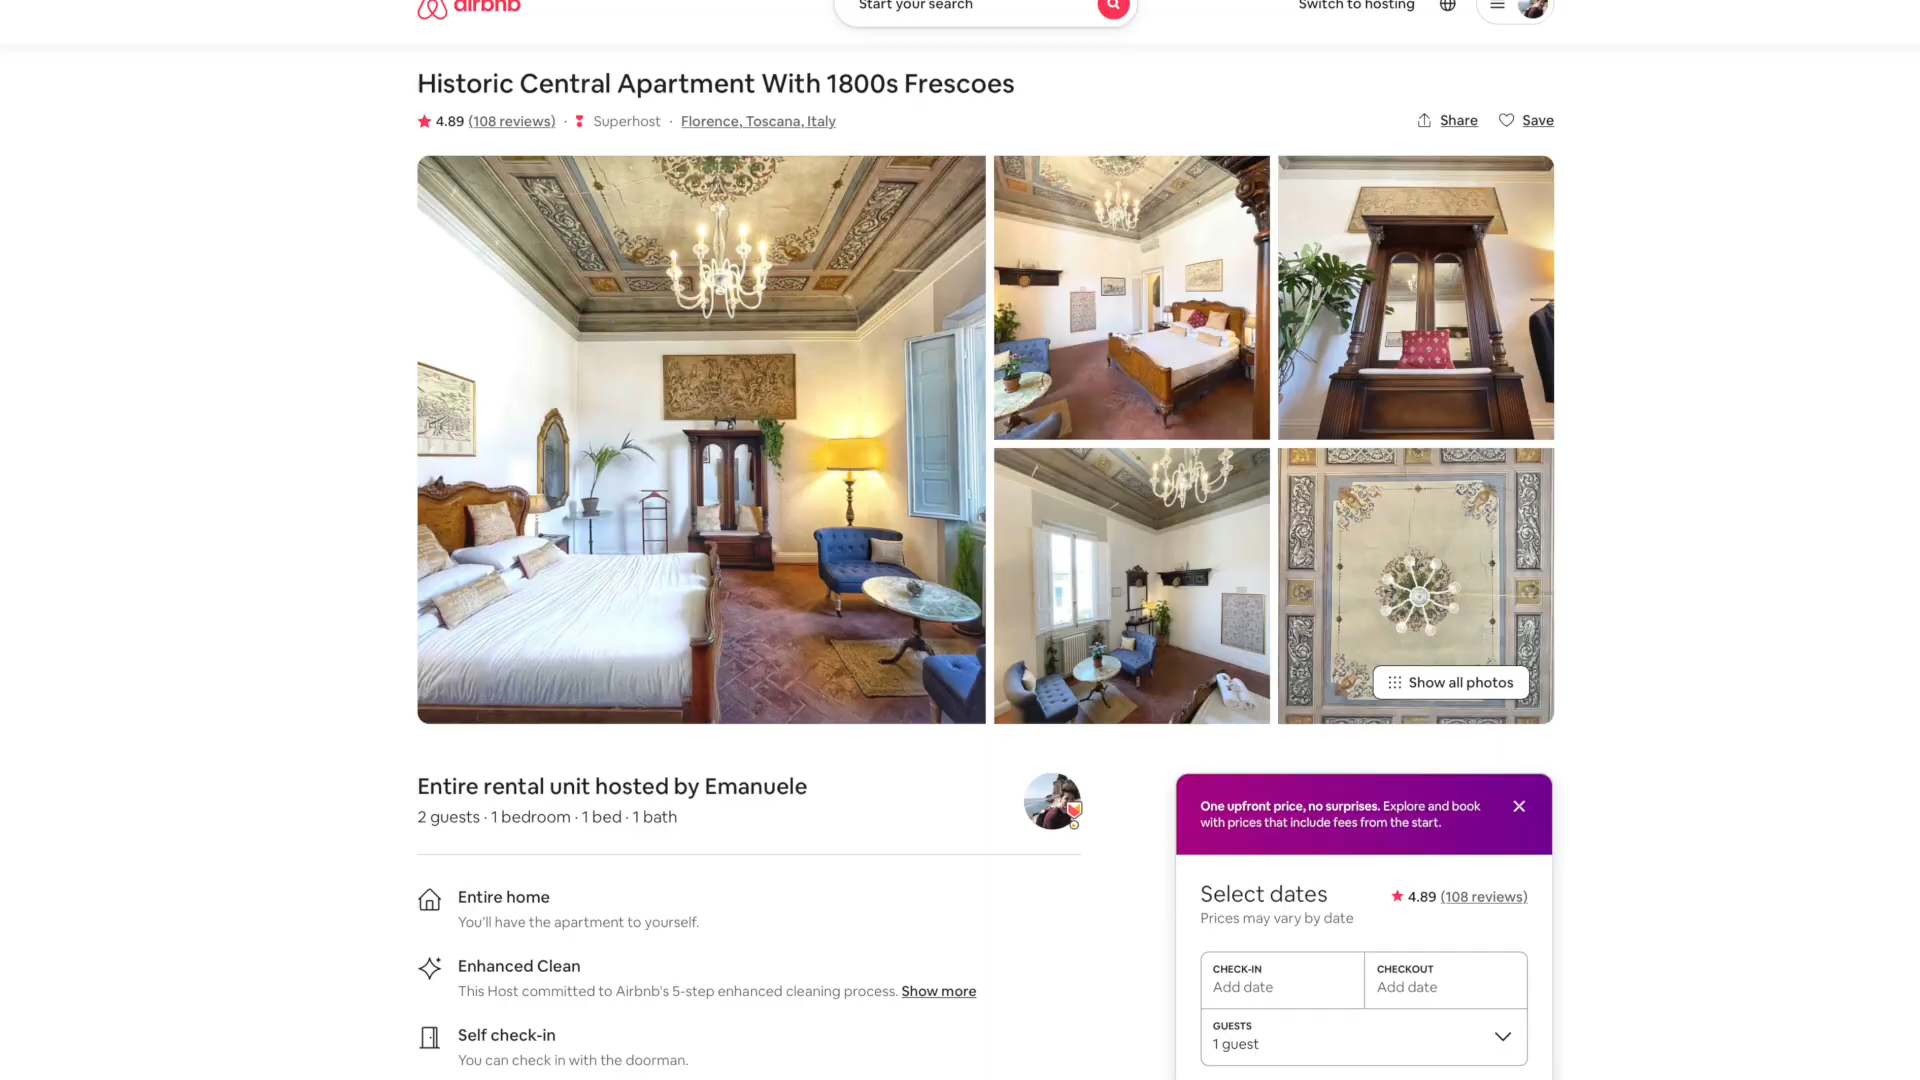 airbnb
Start your search
Switch to hosting
Historic Central Apartment With 1800s Frescoes
4.89 (108 reviews) · Superhost · Florence, Toscana, Italy
Share
Save
Show all photos
Entire rental unit hosted by Emanuele
2 guests · 1 bedroom · 1 bed · 1 bath
Entire home
You'll have the apartment to yourself.
Enhanced Clean
This Host committed to Airbnb's 5-step enhanced cleaning process. Show more
Self check-in
You can check in with the doorman.
One upfront price, no surprises. Explore and book
with prices that include fees from the start.
Select dates
4.89 (108 reviews)
Prices may vary by date
CHECK-IN
Add date
CHECKOUT
Add date
GUESTS
1 guest